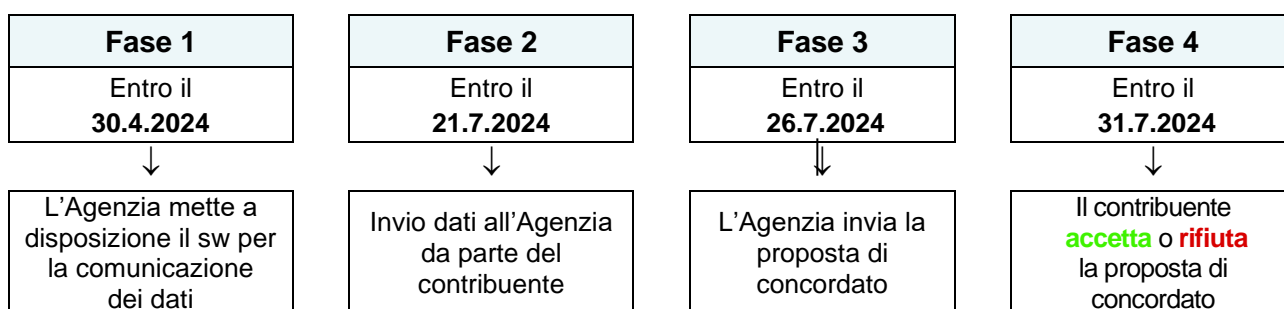 Fase 1
Entro il
30.4.2024
↓
L'Agenzia mette a
disposizione il sw per
la comunicazione
dei dati
Fase 2
Entro il
21.7.2024
↓
Invio dati all'Agenzia
da parte del
contribuente
Fase 3
Entro il
26.7.2024
⇓
L'Agenzia invia la
proposta di
concordato
Fase 4
Entro il
31.7.2024
↓
Il contribuente
accetta o rifiuta
la proposta di
concordato